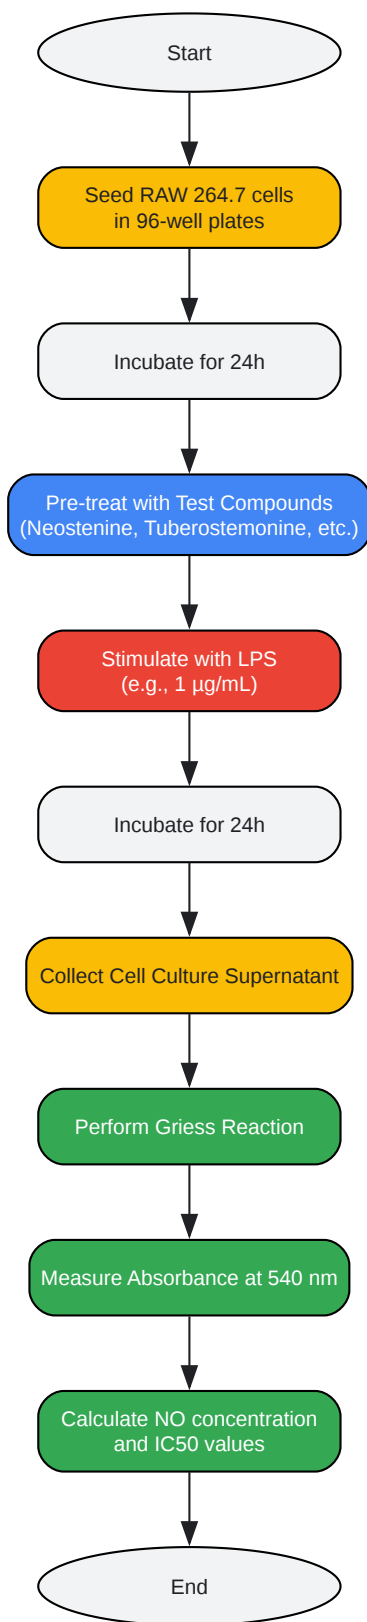 Start
Seed RAW 264.7 cells
in 96-well plates
Incubate for 24h
Pre-treat with Test Compounds
(Neostenine, Tuberostemonine, etc.)
Stimulate with LPS
(e.g., 1 µg/mL)
Incubate for 24h
Collect Cell Culture Supernatant
Perform Griess Reaction
Measure Absorbance at 540 nm
Calculate NO concentration
and IC50 values
End